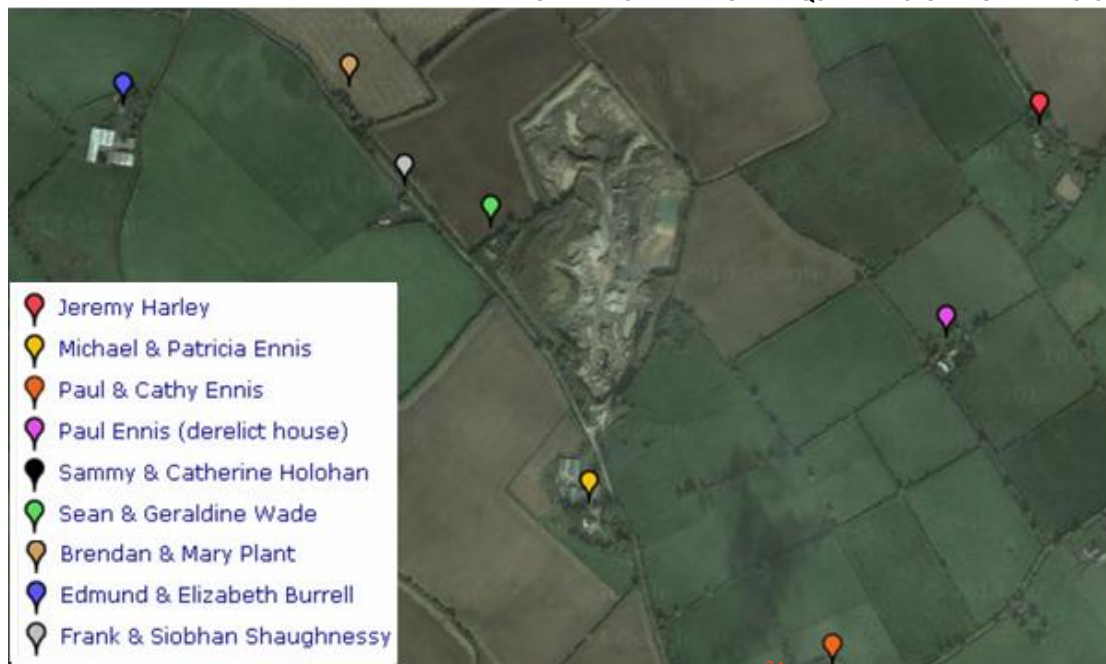 Jeremy Harley
Michael & Patricia Ennis
Paul & Cathy Ennis
Paul Ennis (derelict house)
Sammy & Catherine Holohan
Sean & Geraldine Wade
Brendan & Mary Plant
Edmund & Elizabeth Burrell
Frank & Siobhan Shaughnessy